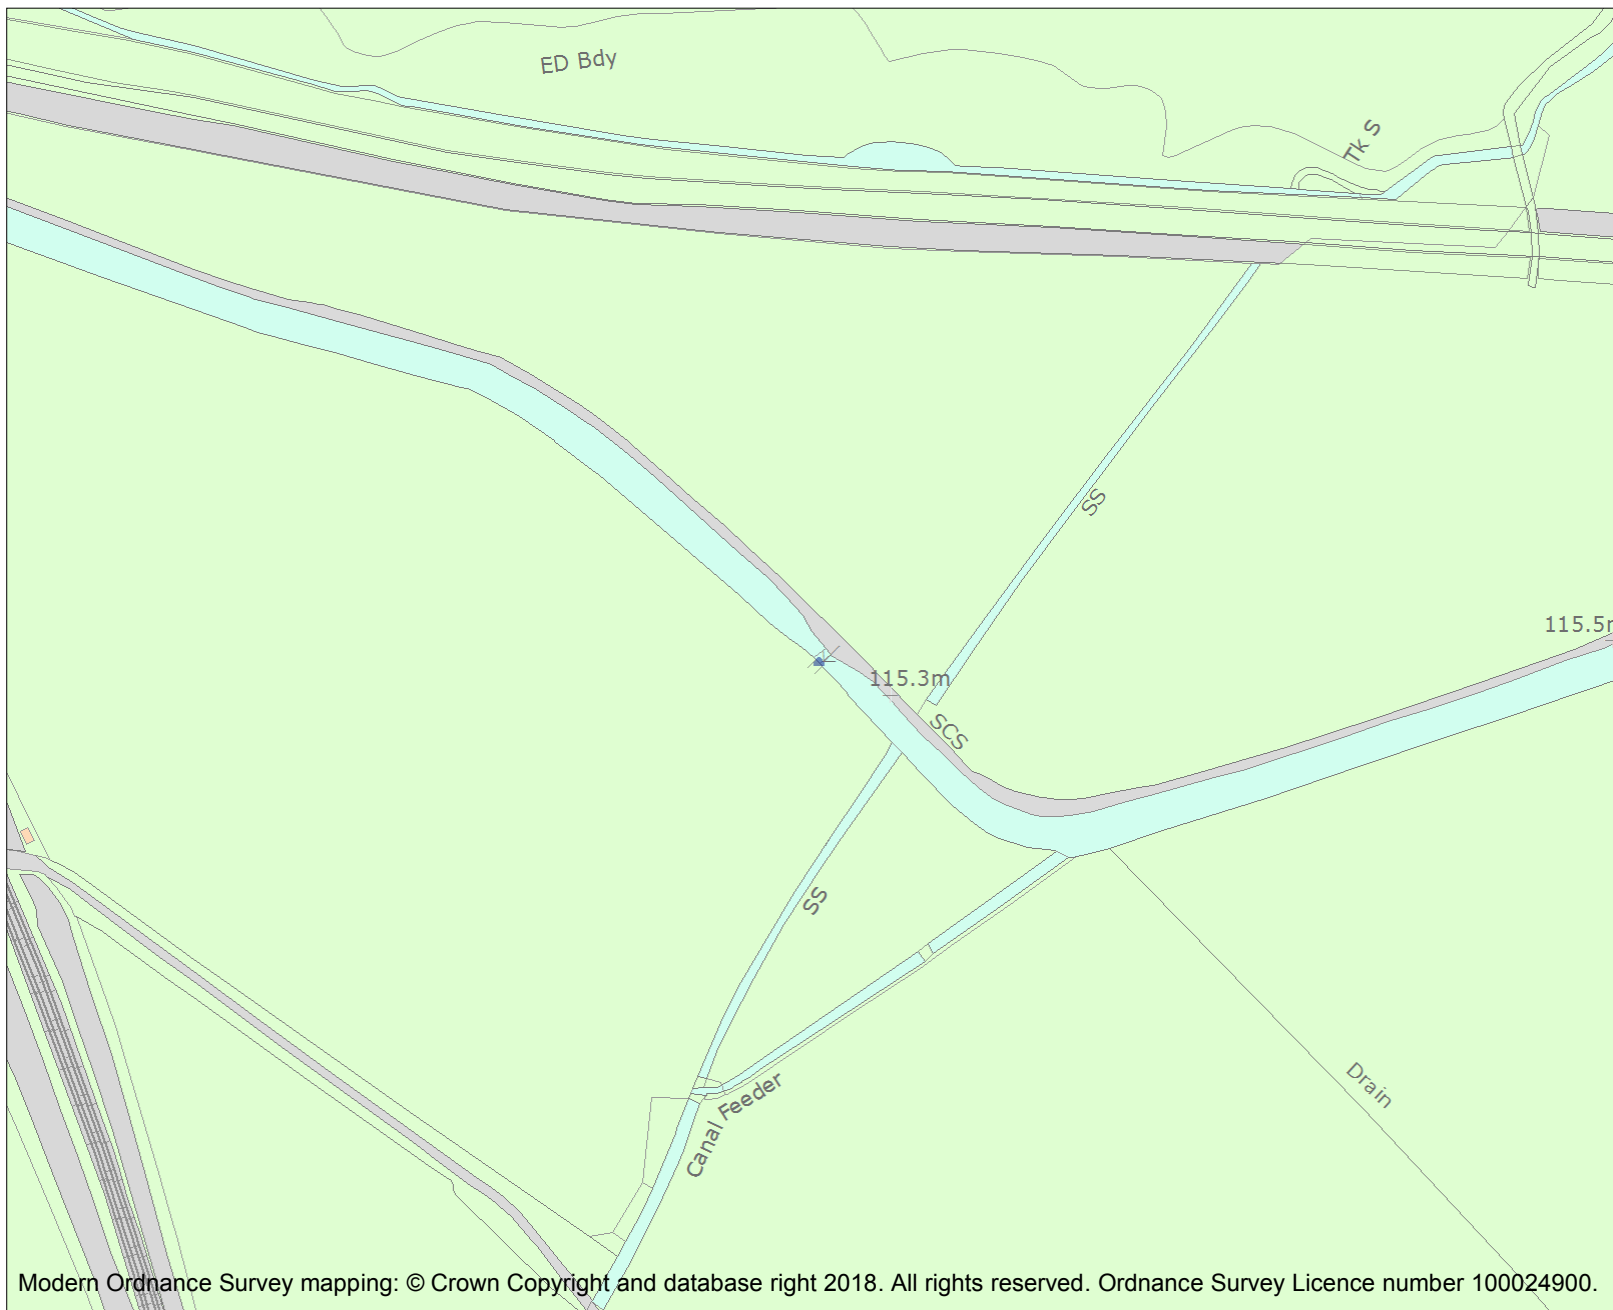 ED Bdy
Tk S
SS
115.5m
115.3m
SCS
SS
Canal Feeder
Drain
Modern Ordnance Survey mapping: © Crown Copyright and database right 2018. All rights reserved. Ordnance Survey Licence number 100024900.